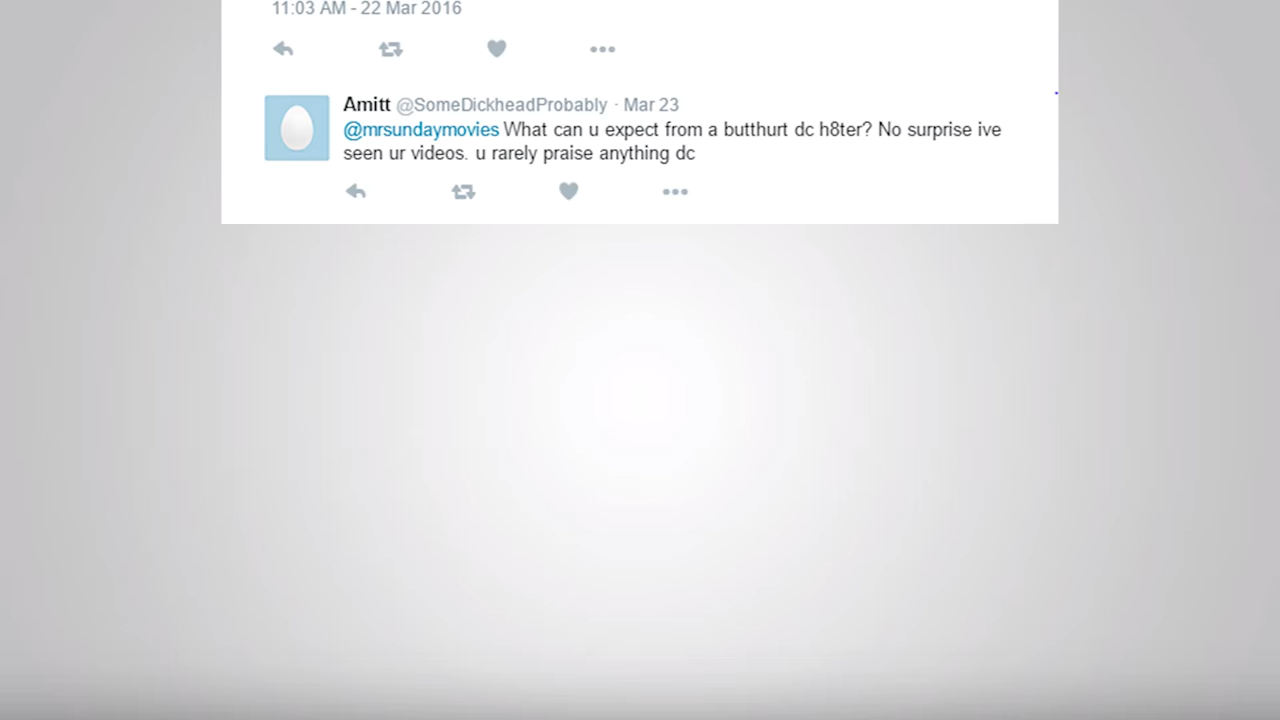 11:03 AM - 22 Mar 2016
Amitt @SomeDickheadProbably · Mar 23
@mrsundaymovies What can u expect from a butthurt dc h8ter? No surprise ive
seen ur videos. u rarely praise anything dc